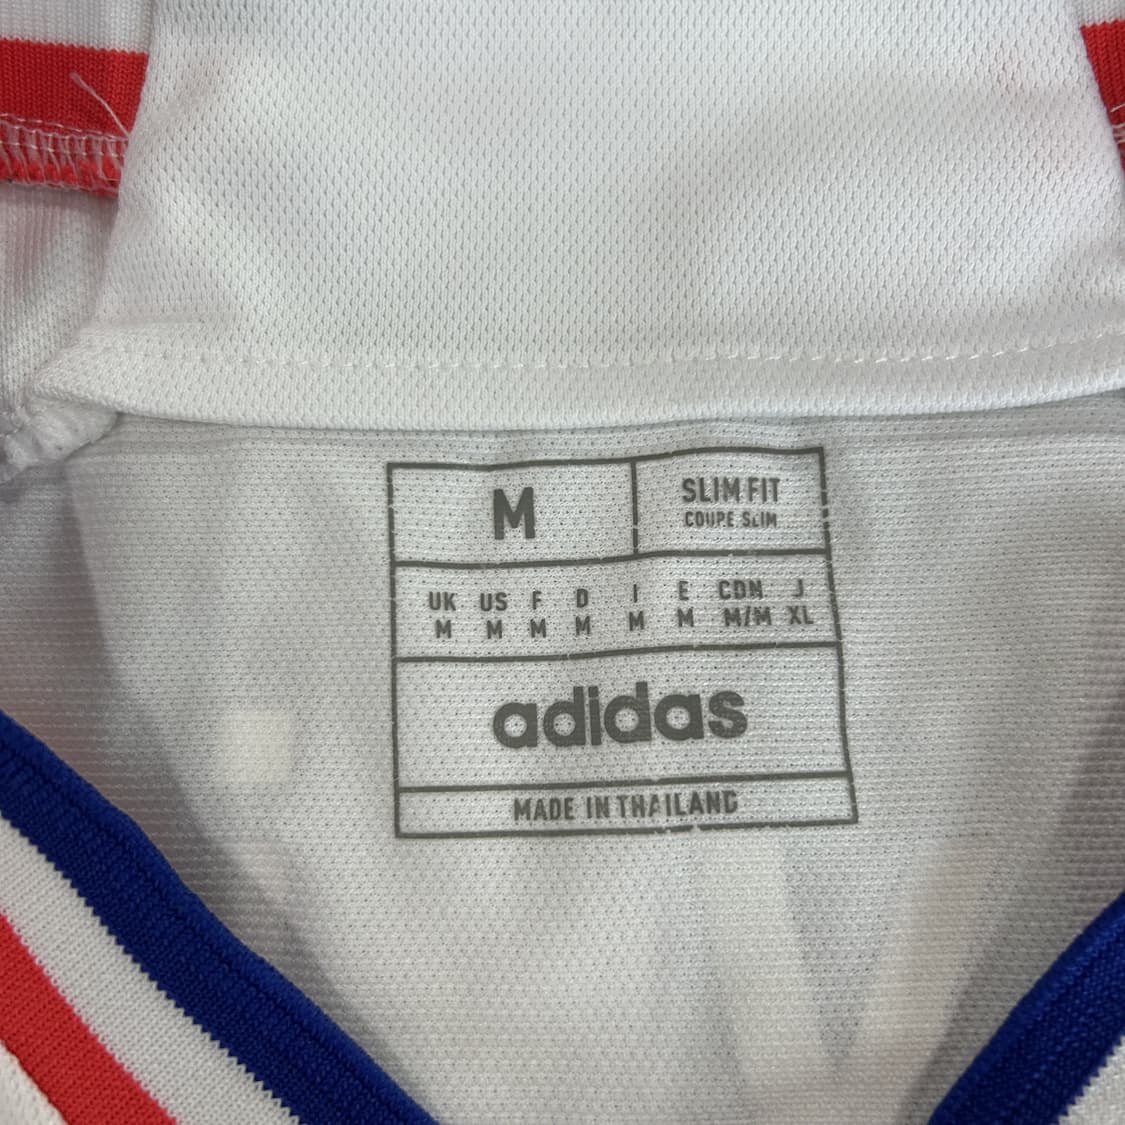 M
SLIM FIT
COUPE SLIM
UK US F D I E CDN J
M M M M M M M/M XL
adidas
MADE IN THAILAND